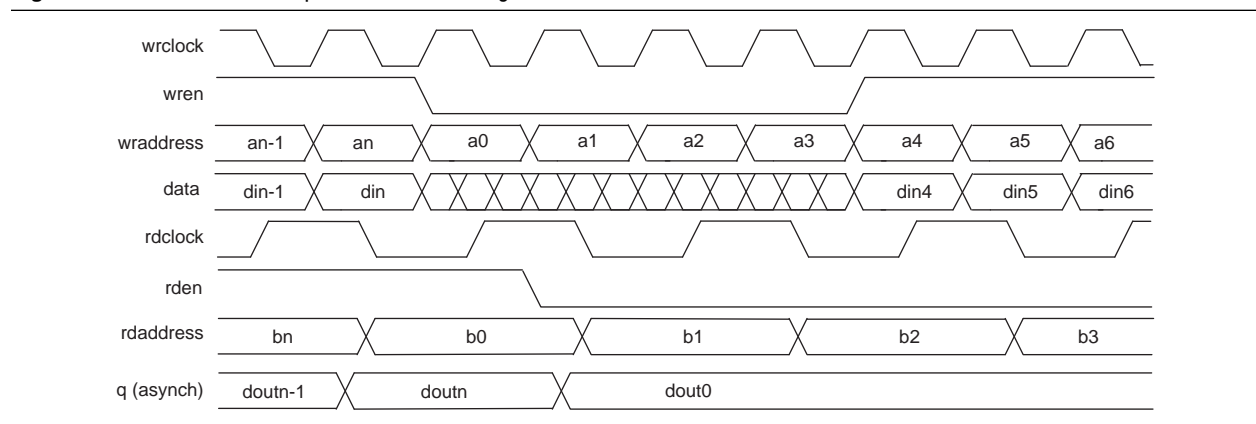 wrclock
wren
wraddress an-1 an a0 a1 a2 a3 a4 a5 a6
data din-1 din din4 din5 din6
rdclock
rden
rdaddress bn b0 b1 b2 b3
q (asynch) doutn-1 doutn dout0